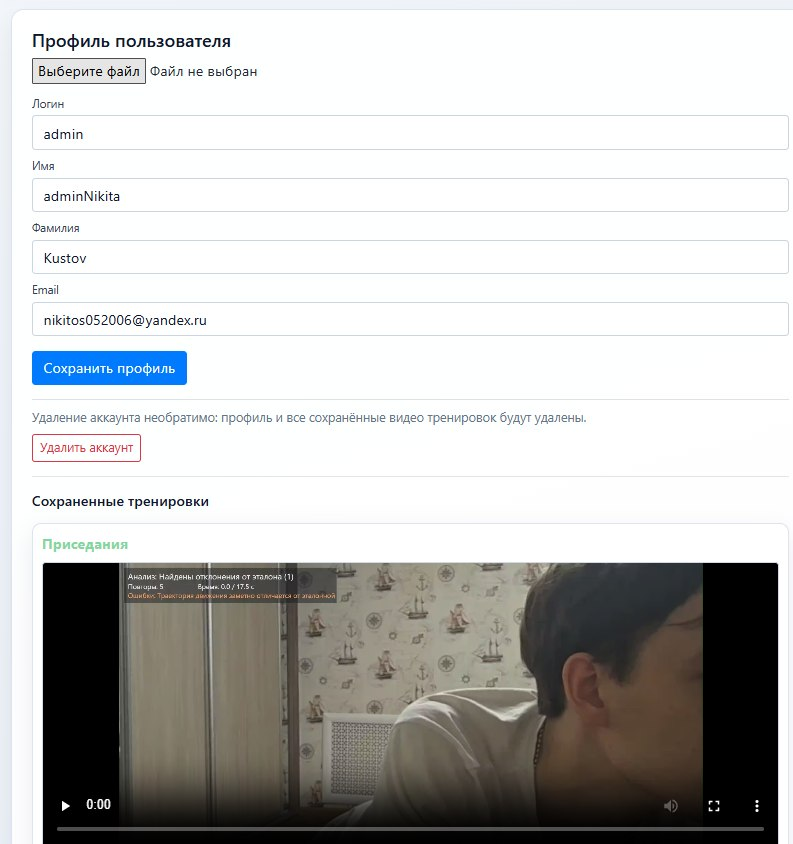 Профиль пользователя
Выберите файл Файл не выбран
Логин
admin
Имя
adminNikita
Фамилия
Kustov
Email
nikitos052006@yandex.ru
Сохранить профиль
Удаление аккаунта необратимо: профиль и все сохранённые видео тренировок будут удалены.
Удалить аккаунт
Сохраненные тренировки
Приседания
Анализ: Найдены отклонения от эталона (1)
Повторы: 5 Время: 0.0 / 17.5 с
Ошибки: Траектория движения заметно отличается от эталонной
0:00